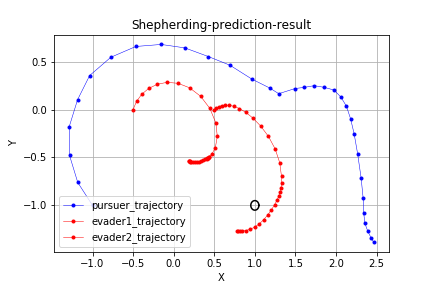 Shepherding-prediction-result
Y
0.5
0.0
−0.5
−1.0
pursuer_trajectory
evader1_trajectory
evader2_trajectory
−1.0
−0.5
0.0
0.5
1.0
1.5
2.0
2.5
X